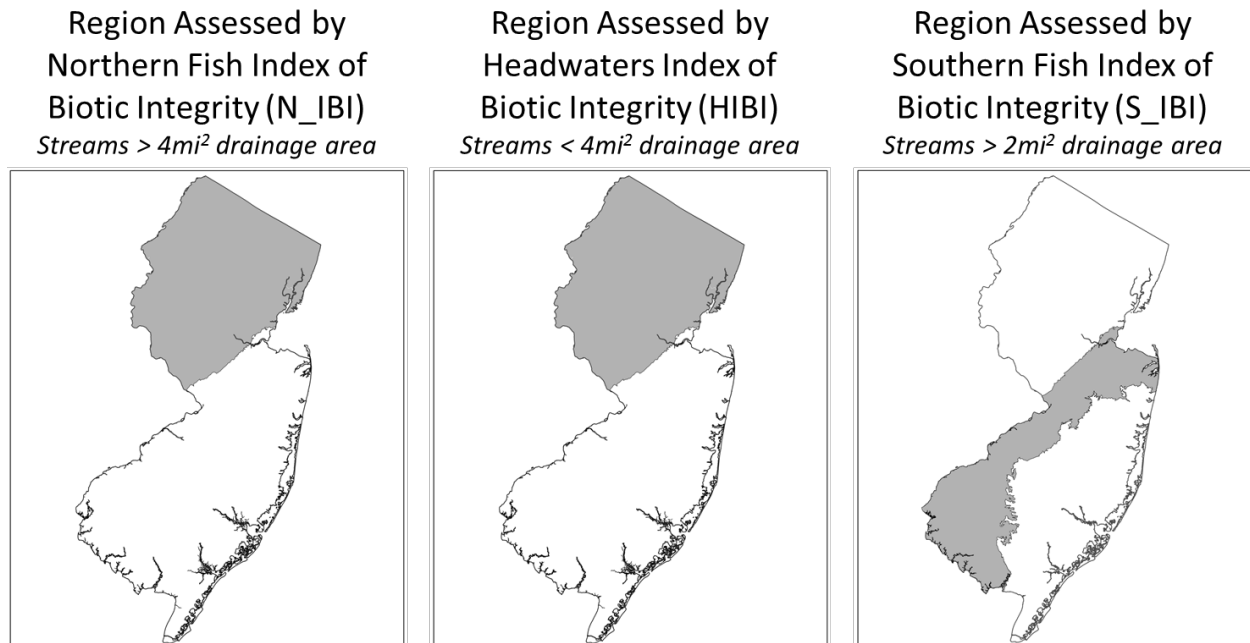 Region Assessed by
Northern Fish Index of
Biotic Integrity (N_IBI)
Streams > 4mi² drainage area
Region Assessed by
Headwaters Index of
Biotic Integrity (HIBI)
Streams < 4mi² drainage area
Region Assessed by
Southern Fish Index of
Biotic Integrity (S_IBI)
Streams > 2mi² drainage area